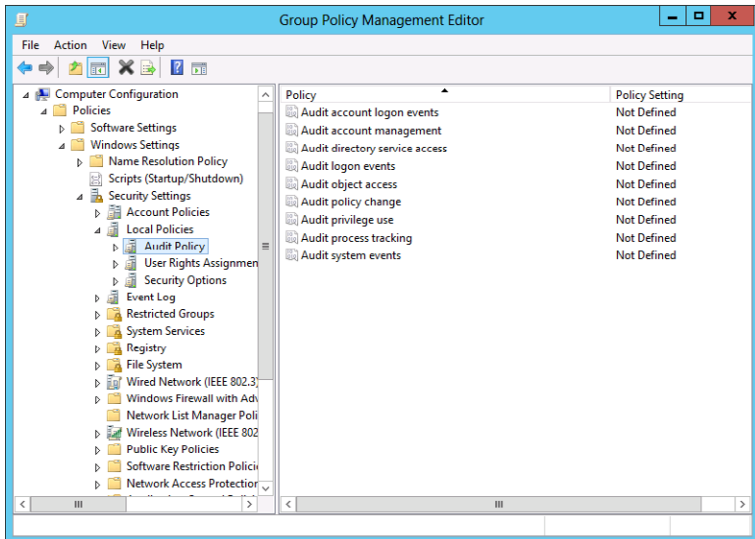 Group Policy Management Editor
File Action View Help
Computer Configuration
Policies
Software Settings
Windows Settings
Name Resolution Policy
Scripts (Startup/Shutdown)
Security Settings
Account Policies
Local Policies
Audit Policy
User Rights Assignmen
Security Options
Event Log
Restricted Groups
System Services
Registry
File System
Wired Network (IEEE 802.3)
Windows Firewall with Adv
Network List Manager Poli
Wireless Network (IEEE 802
Public Key Policies
Software Restriction Policie
Network Access Protection
Policy Policy Setting
Audit account logon events Not Defined
Audit account management Not Defined
Audit directory service access Not Defined
Audit logon events Not Defined
Audit object access Not Defined
Audit policy change Not Defined
Audit privilege use Not Defined
Audit process tracking Not Defined
Audit system events Not Defined